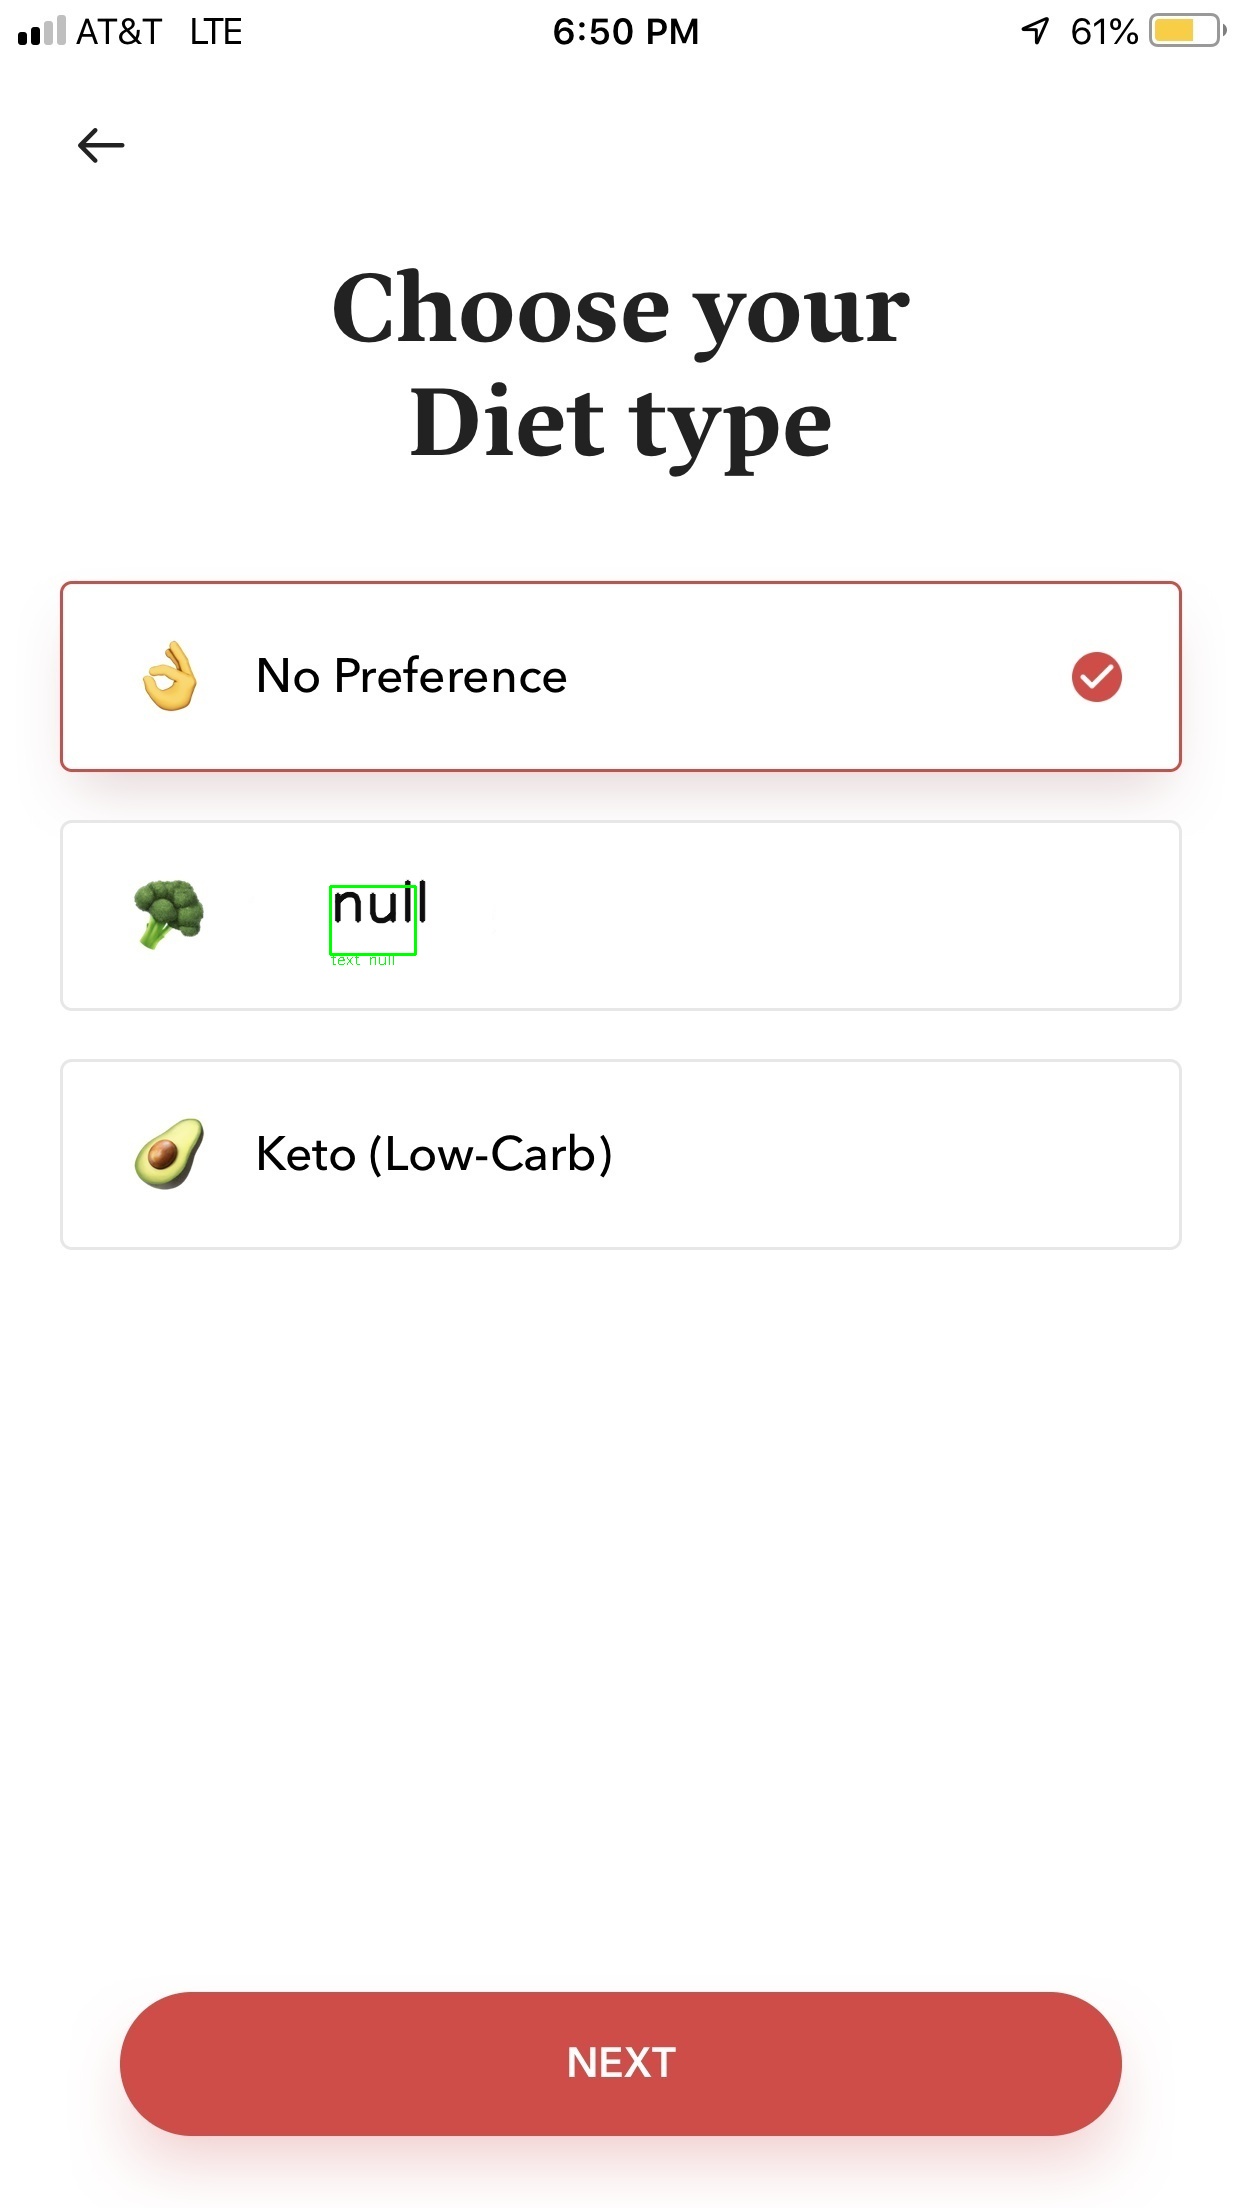 AT&T LTE 6:50 PM 61%
Choose your
Diet type
No Preference
null
text null
Keto (Low-Carb)
NEXT